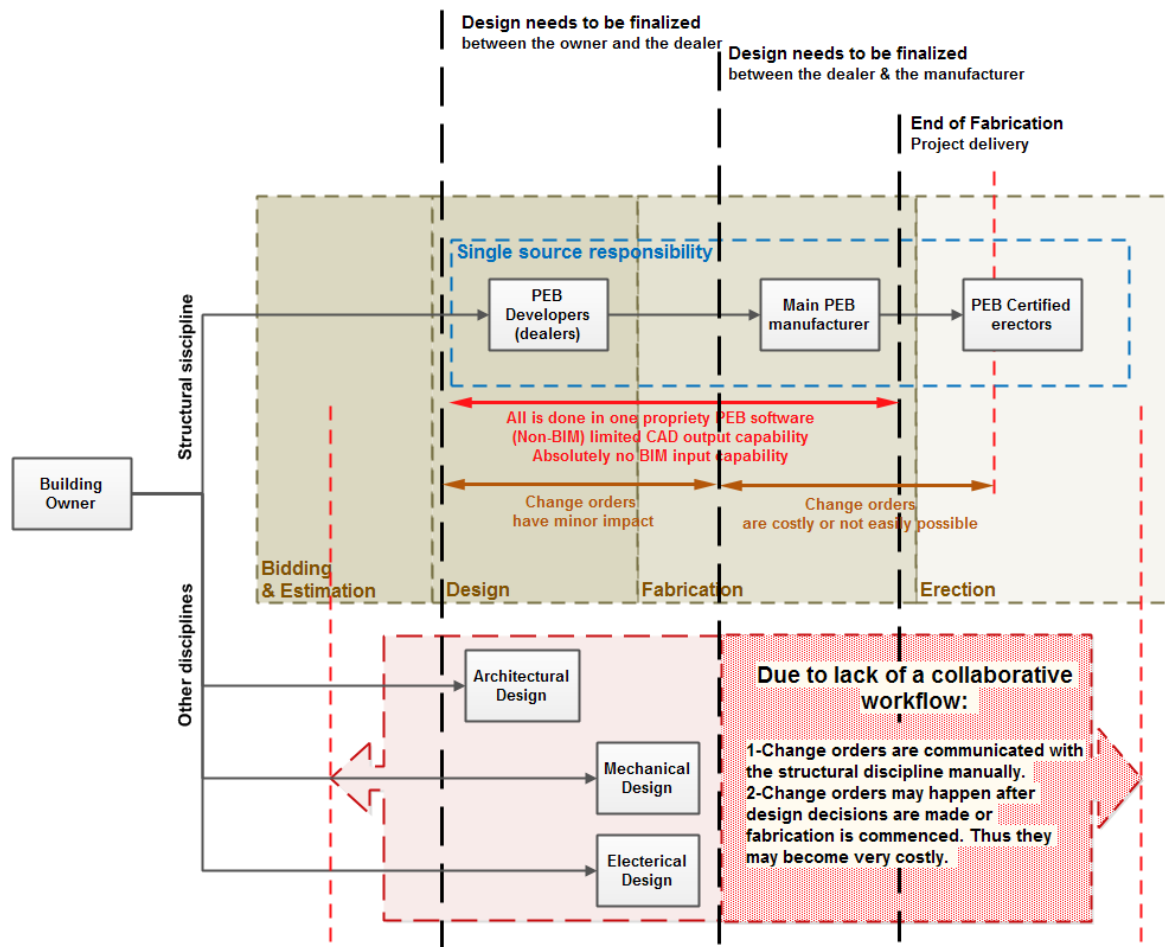 Design needs to be finalized
between the owner and the dealer
Design needs to be finalized
between the dealer & the manufacturer
End of Fabrication
Project delivery
Single source responsibility
PEB
Developers
(dealers)
Main PEB
manufacturer
PEB Certified
erectors
Structural siscipline
All is done in one propriety PEB software
(Non-BIM) limited CAD output capability
Absolutely no BIM input capability
Building
Owner
Change orders
have minor impact
Change orders
are costly or not easily possible
Bidding
& Estimation
Design
Fabrication
Erection
Other disciplines
Architectural
Design
Mechanical
Design
Electerical
Design
Due to lack of a collaborative
workflow:
1-Change orders are communicated with
the structural discipline manually.
2-Change orders may happen after
design decisions are made or
fabrication is commenced. Thus they
may become very costly.